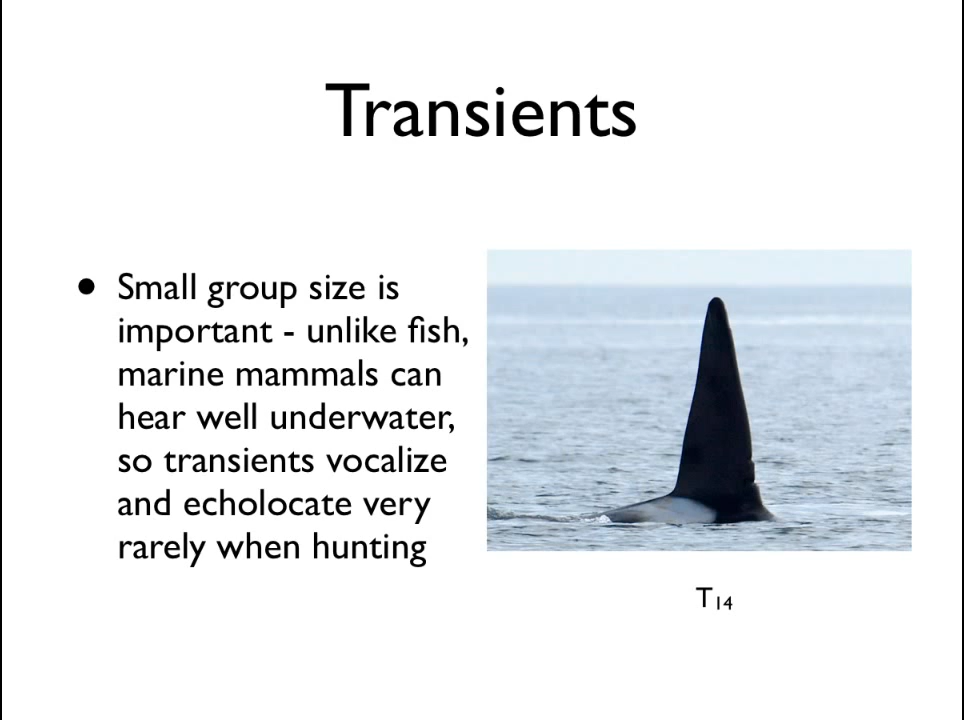 Transients
• Small group size is
important - unlike fish,
marine mammals can
hear well underwater,
so transients vocalize
and echolocate very
rarely when hunting
T14